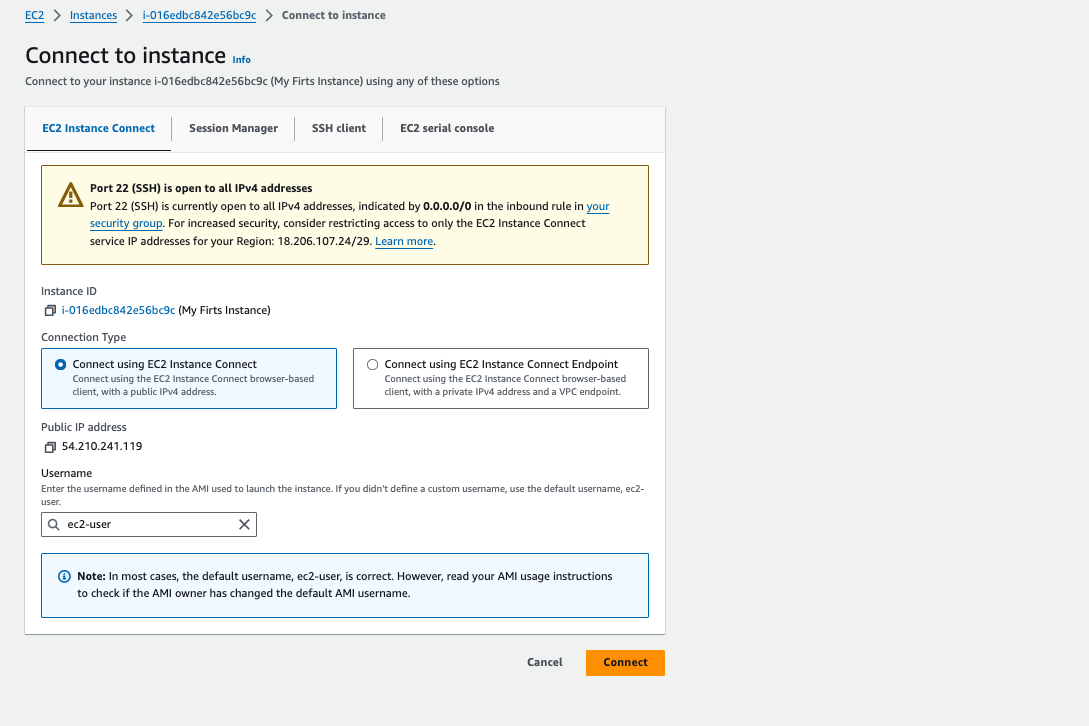 EC2 > Instances > i-016edbc842e56bc9c > Connect to instance
Connect to instance Info
Connect to your instance i-016edbc842e56bc9c (My Firts Instance) using any of these options
EC2 Instance Connect
Session Manager
SSH client
EC2 serial console
Port 22 (SSH) is open to all IPv4 addresses
Port 22 (SSH) is currently open to all IPv4 addresses, indicated by 0.0.0.0/0 in the inbound rule in your
security group. For increased security, consider restricting access to only the EC2 Instance Connect
service IP addresses for your Region: 18.206.107.24/29. Learn more.
Instance ID
i-016edbc842e56bc9c (My Firts Instance)
Connection Type
Connect using EC2 Instance Connect
Connect using the EC2 Instance Connect browser-based
client, with a public IPv4 address.
Connect using EC2 Instance Connect Endpoint
Connect using the EC2 Instance Connect browser-based
client, with a private IPv4 address and a VPC endpoint.
Public IP address
54.210.241.119
Username
Enter the username defined in the AMI used to launch the instance. If you didn't define a custom username, use the default username, ec2-
user.
ec2-user
Note: In most cases, the default username, ec2-user, is correct. However, read your AMI usage instructions
to check if the AMI owner has changed the default AMI username.
Cancel
Connect